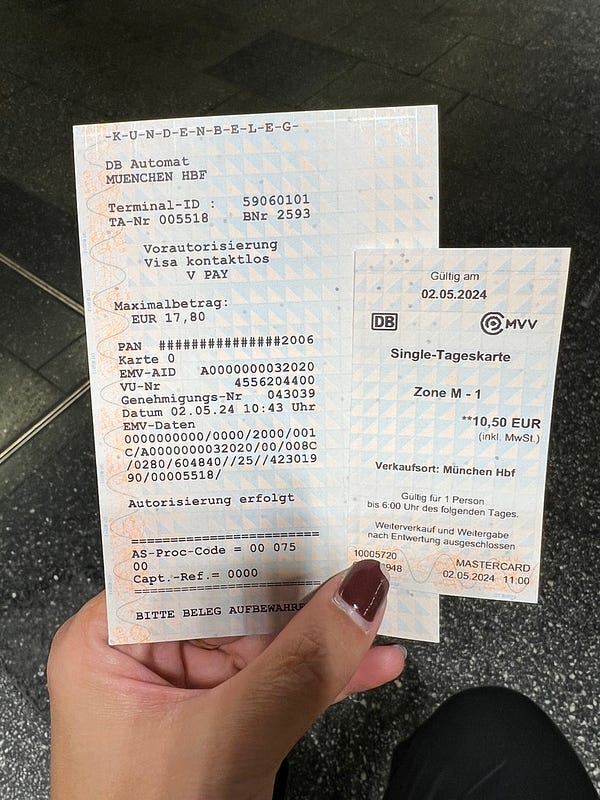 -K-U-N-D-E-N-B-E-L-E-G-
DB Automat
MUENCHEN HBF
Terminal-ID : 59060101
TA-Nr 005518 BNr 2593
Vorautorisierung
Visa kontaktlos
V PAY
Maximalbetrag:
EUR 17,80
PAN ###############2006
Karte 0
EMV-AID A0000000032020
VU-Nr 4556204400
Genehmigungs-Nr 043039
Datum 02.05.24 10:43 Uhr
EMV-Daten
0000000000/0000/2000/001
C/A0000000032020/00/008C
/0280/604840//25//423019
90/00005518/
Autorisierung erfolgt
========================
AS-Proc-Code = 00 075
00
Capt.-Ref.= 0000
========================
BITTE BELEG
Gültig am
02.05.2024
DB MVV
Single-Tageskarte
Zone M - 1
**10,50 EUR
(inkl. MwSt.)
Verkaufsort: München Hbf
Gültig für 1 Person
bis 6:00 Uhr des folgenden Tages.
Weiterverkauf und Weitergabe
nach Entwertung ausgeschlossen
10005720 MASTERCARD
948 02.05.2024 11:00